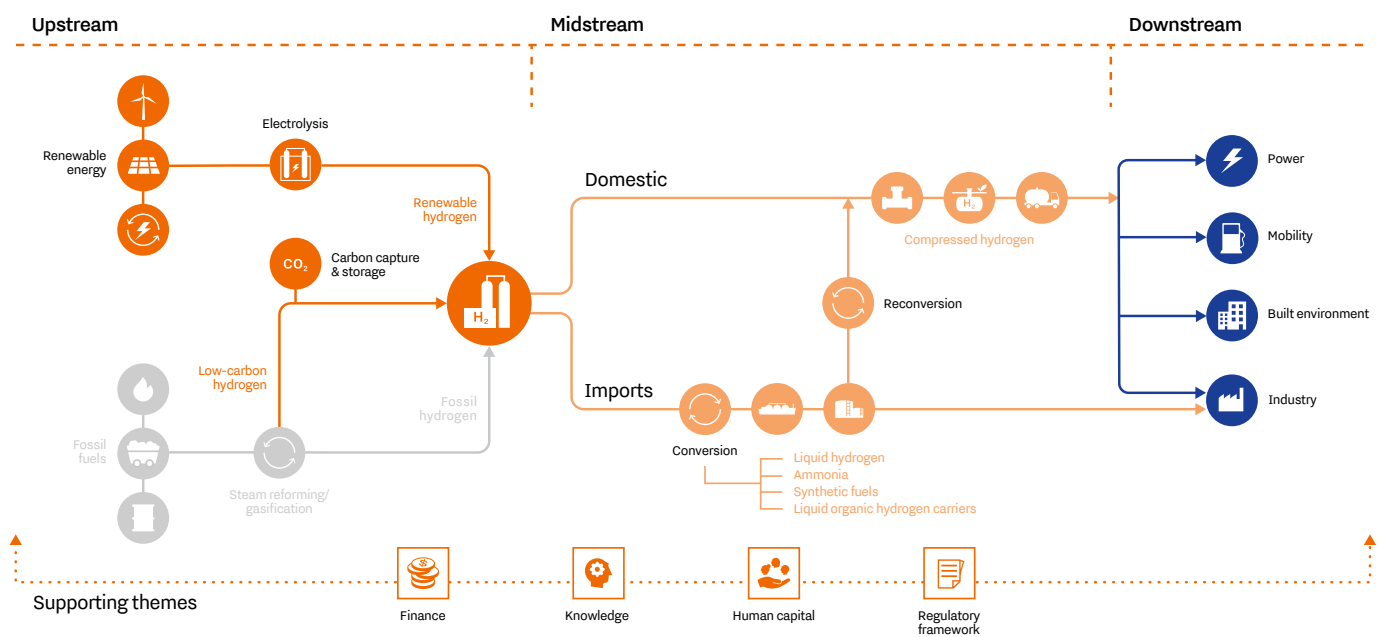 Upstream
Midstream
Downstream
Electrolysis
Renewable
energy
Renewable
hydrogen
CO₂
Carbon capture
& storage
H₂
Low-carbon
hydrogen
Fossil
hydrogen
Fossil
fuels
Steam reforming/
gasification
Domestic
H₂
Compressed hydrogen
Reconversion
Imports
Conversion
Liquid hydrogen
Ammonia
Synthetic fuels
Liquid organic hydrogen carriers
Power
Mobility
Built environment
Industry
Supporting themes
$
Finance
Knowledge
Human capital
Regulatory
framework